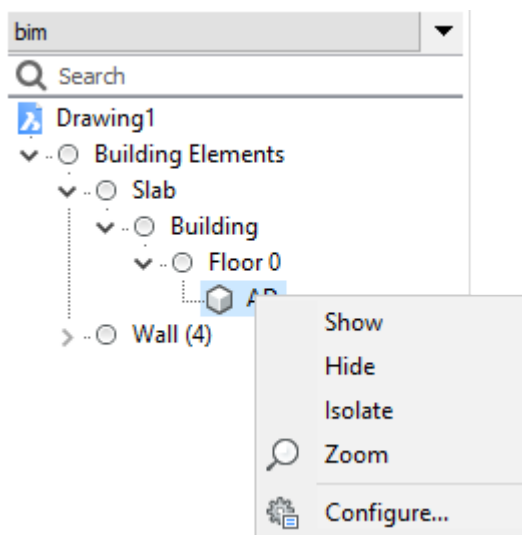 bim
Search
Drawing1
Building Elements
Slab
Building
Floor 0
Wall (4)
Show
Hide
Isolate
Zoom
Configure...